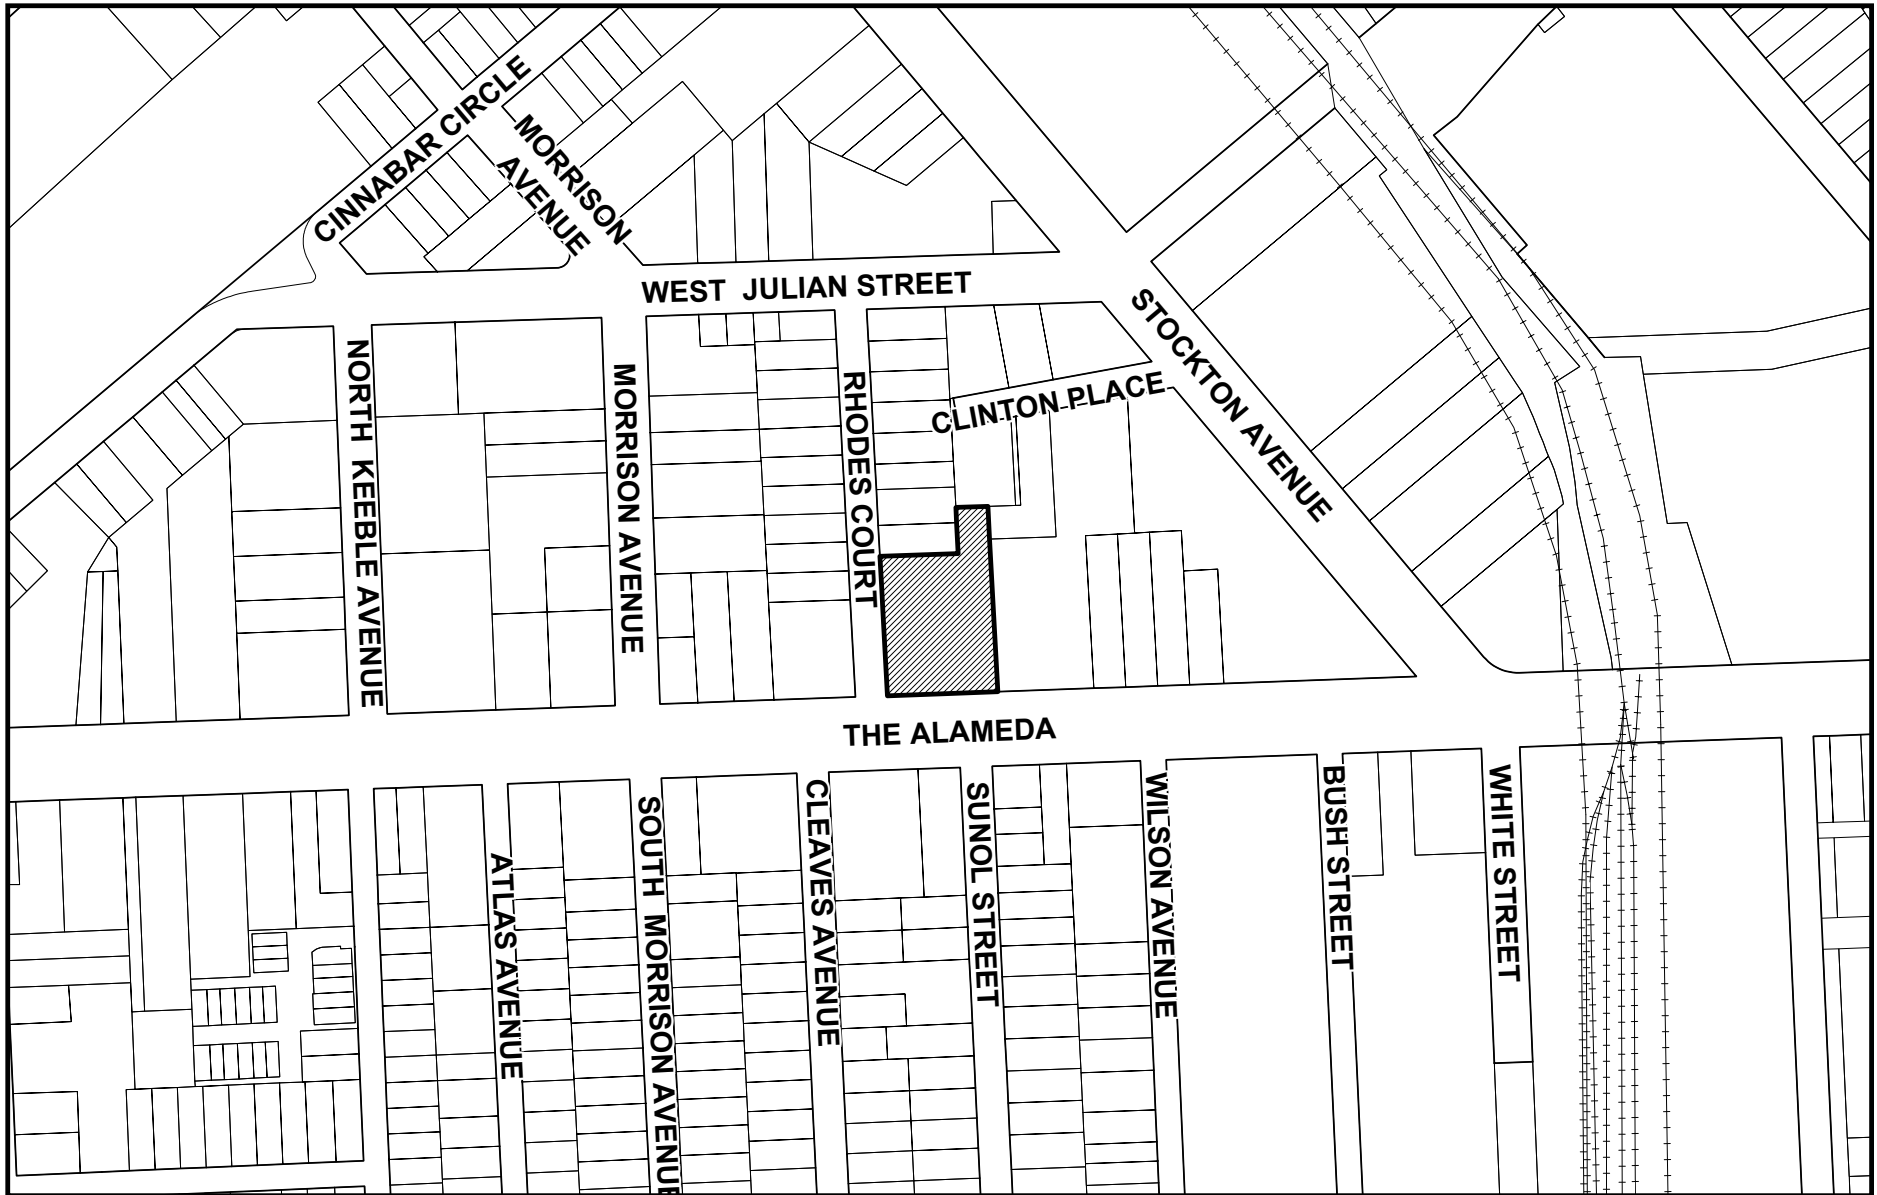 CINNABAR CIRCLE
MORRISON
AVENUE
WEST JULIAN STREET
STOCKTON AVENUE
NORTH KEEBLE AVENUE
MORRISON AVENUE
RHODES COURT
CLINTON PLACE
THE ALAMEDA
ATLAS AVENUE
SOUTH MORRISON AVENUE
CLEAVES AVENUE
SUNOL STREET
WILSON AVENUE
BUSH STREET
WHITE STREET